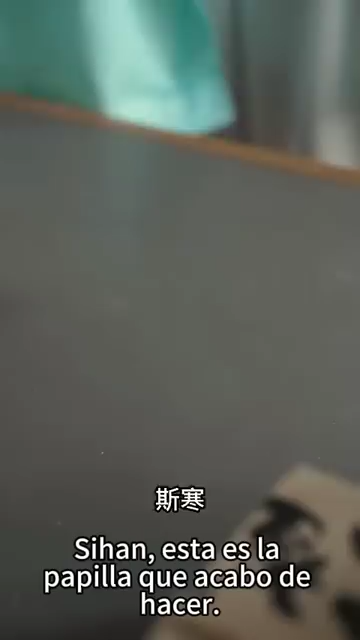 斯寒
Sihan, esta es la
papilla que acabo de
hacer.